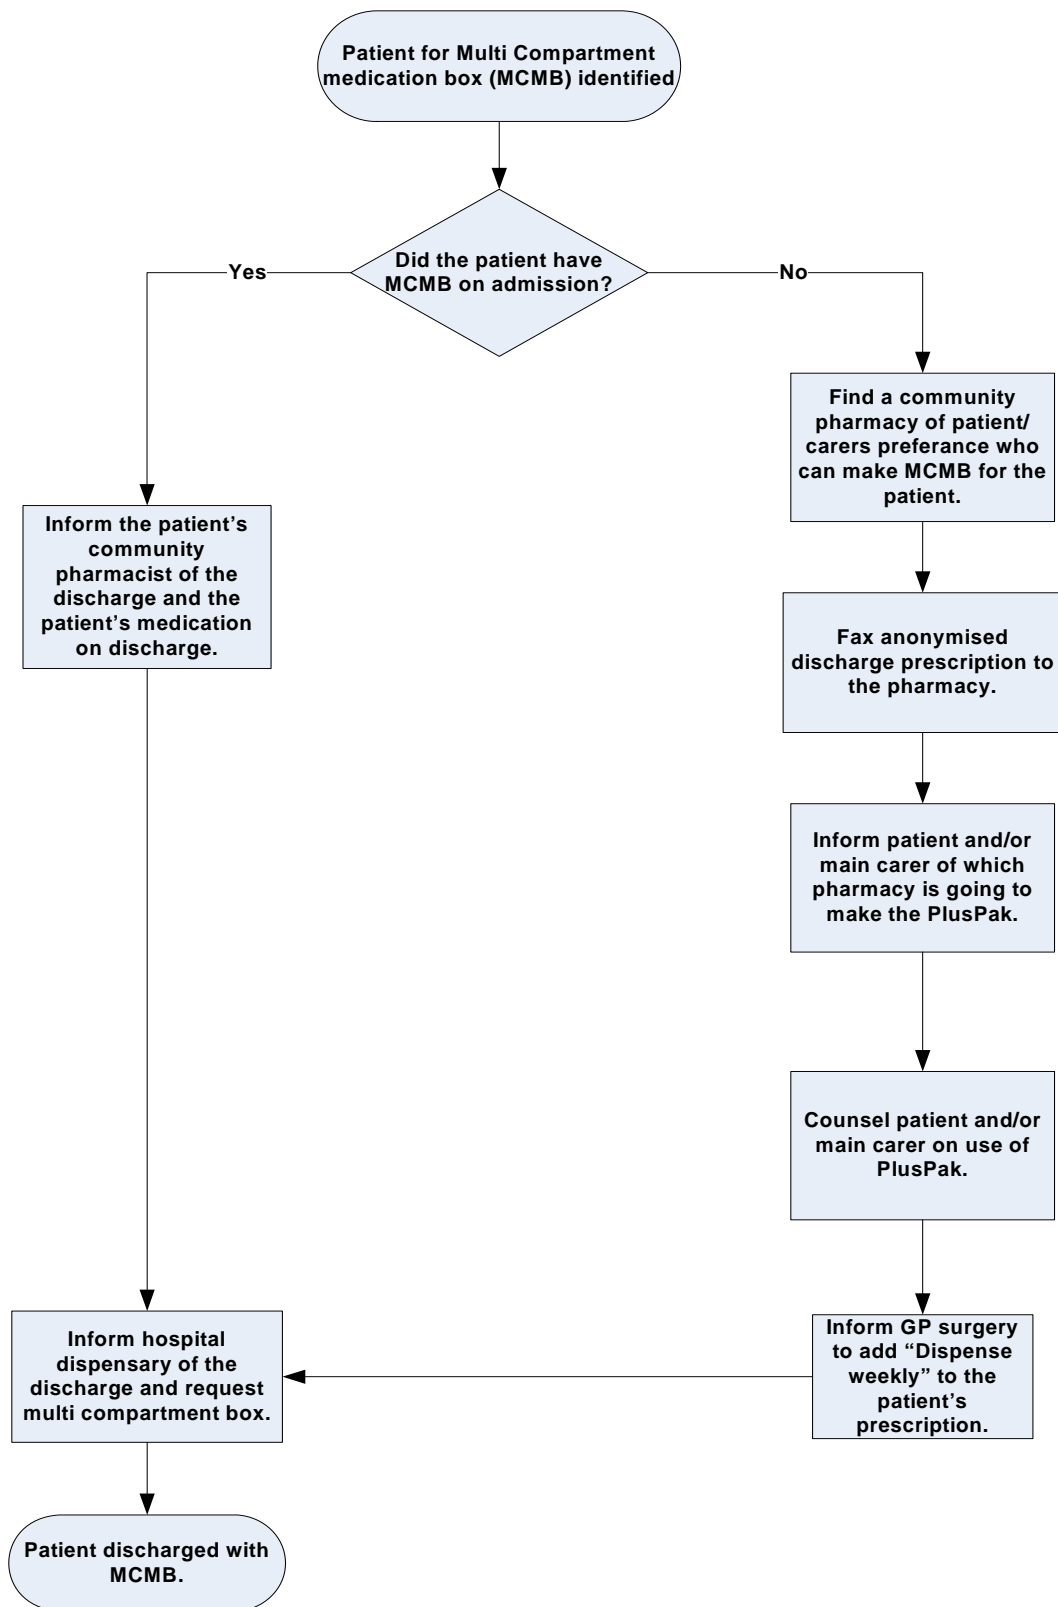 Patient for Multi Compartment
medication box (MCMB) identified
Did the patient have
MCMB on admission?
Yes
No
Find a community
pharmacy of patient/
carers preferance who
can make MCMB for the
patient.
Inform the patient’s
community
pharmacist of the
discharge and the
patient’s medication
on discharge.
Fax anonymised
discharge prescription to
the pharmacy.
Inform patient and/or
main carer of which
pharmacy is going to
make the PlusPak.
Counsel patient and/or
main carer on use of
PlusPak.
Inform GP surgery
to add “Dispense
weekly” to the
patient’s
prescription.
Inform hospital
dispensary of the
discharge and request
multi compartment box.
Patient discharged with
MCMB.